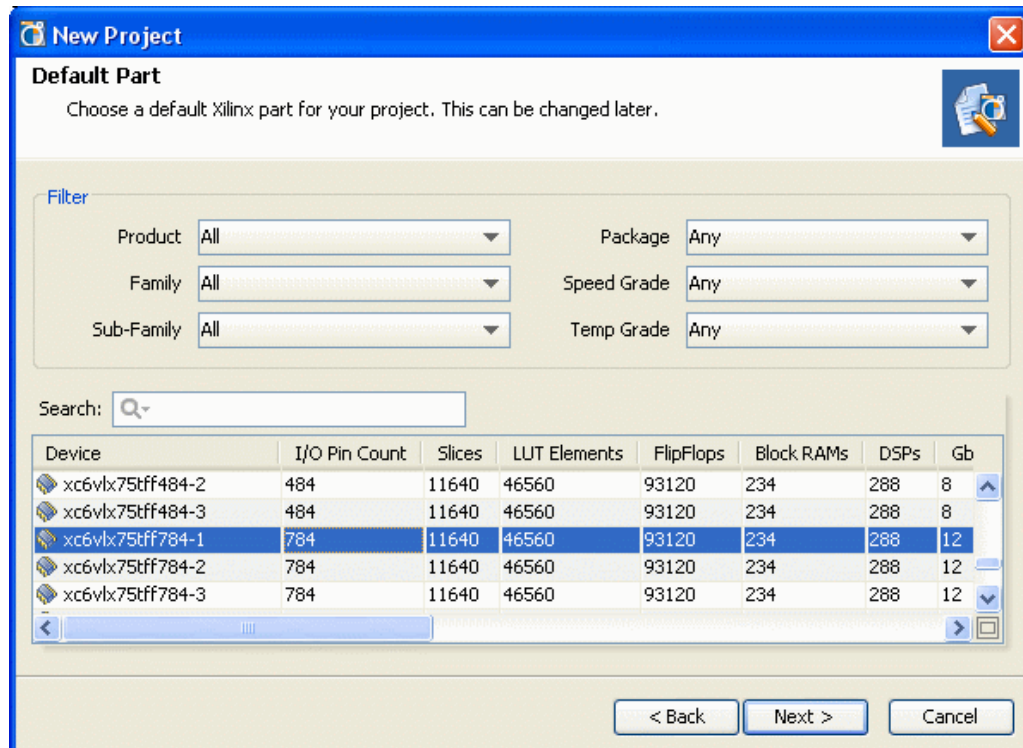 New Project
Default Part
Choose a default Xilinx part for your project. This can be changed later.
Filter
Product All Package Any
Family All Speed Grade Any
Sub-Family All Temp Grade Any
Search:
Device I/O Pin Count Slices LUT Elements FlipFlops Block RAMs DSPs Gb
xc6vlx75tff484-2 484 11640 46560 93120 234 288 8
xc6vlx75tff484-3 484 11640 46560 93120 234 288 8
xc6vlx75tff784-1 784 11640 46560 93120 234 288 12
xc6vlx75tff784-2 784 11640 46560 93120 234 288 12
xc6vlx75tff784-3 784 11640 46560 93120 234 288 12
< Back Next > Cancel